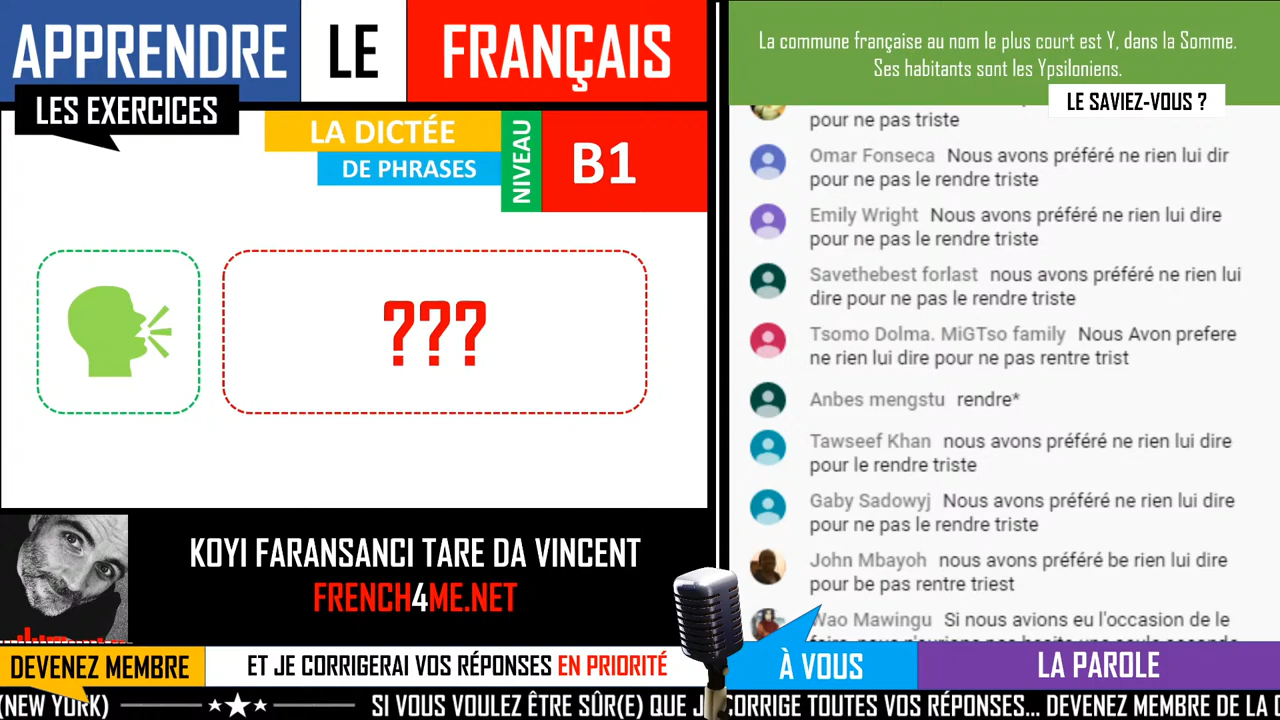 APPRENDRE LE FRANÇAIS
LES EXERCICES
LA DICTÉE
DE PHRASES
NIVEAU
B1
???
KOYI FARANSANCI TARE DA VINCENT
FRENCH4ME.NET
DEVENEZ MEMBRE
ET JE CORRIGERAI VOS RÉPONSES EN PRIORITÉ
La commune française au nom le plus court est Y, dans la Somme.
Ses habitants sont les Ypsiloniens.
LE SAVIEZ-VOUS ?
pour ne pas triste
Omar Fonseca Nous avons préféré ne rien lui dir
pour ne pas le rendre triste
Emily Wright Nous avons préféré ne rien lui dire
pour ne pas le rendre triste
Savethebest forlast nous avons préféré ne rien lui
dire pour ne pas le rendre triste
Tsomo Dolma. MiGTso family Nous Avon prefere
ne rien lui dire pour ne pas rentre trist
Anbes mengstu rendre*
Tawseef Khan nous avons préféré ne rien lui dire
pour le rendre triste
Gaby Sadowyj Nous avons préféré ne rien lui dire
pour ne pas le rendre triste
John Mbayoh nous avons préféré be rien lui dire
pour be pas rentre triest
Wao Mawingu Si nous avions eu l'occasion de le
À VOUS
LA PAROLE
(NEW YORK) SI VOUS VOULEZ ÊTRE SÛR(E) QUE CORRIGE TOUTES VOS RÉPONSES... DEVENEZ MEMBRE DE LA